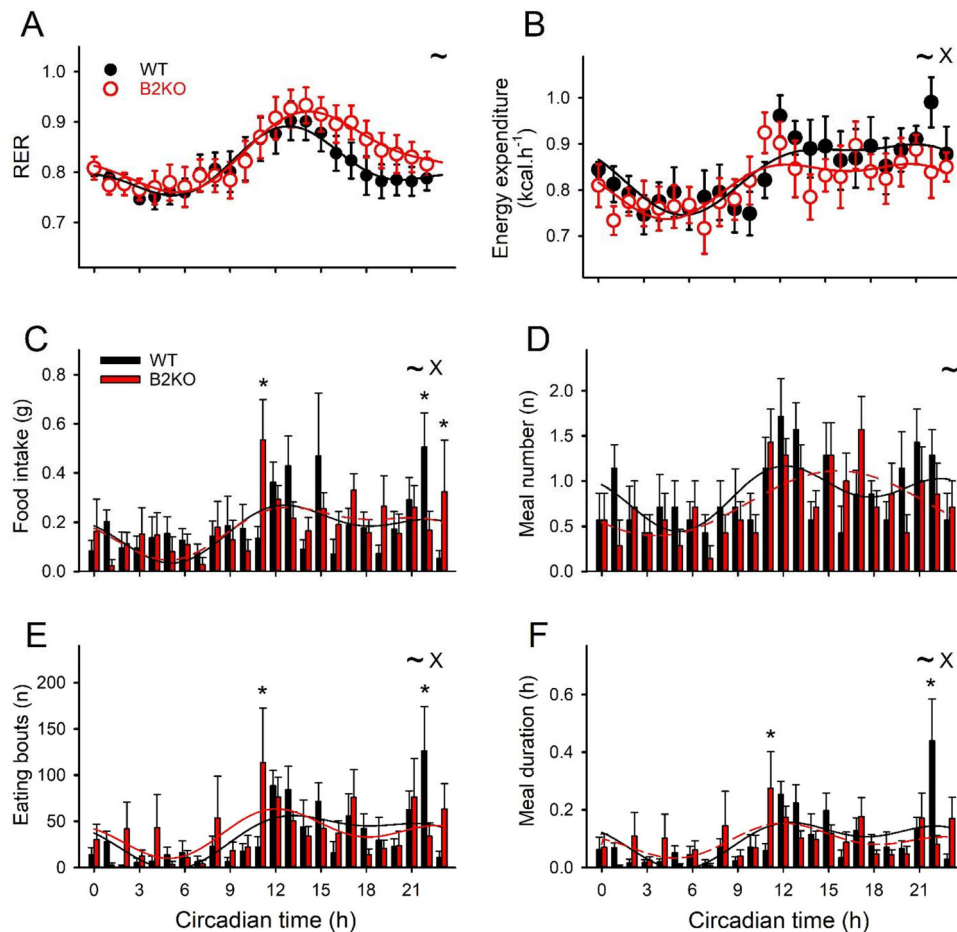 A
~
RER
1.0
0.9
0.8
0.7
WT
B2KO
B
~ X
Energy expenditure
(kcal.h⁻¹)
1.0
0.9
0.8
0.7
C
WT
B2KO
~ X
* * *
Food intake (g)
0.8
0.6
0.4
0.2
0.0
D
~
Meal number (n)
2.0
1.5
1.0
0.5
0.0
E
~ X
* *
Eating bouts (n)
200
150
100
50
0
0 3 6 9 12 15 18 21
Circadian time (h)
F
~ X
* *
Meal duration (h)
0.6
0.4
0.2
0.0
0 3 6 9 12 15 18 21
Circadian time (h)